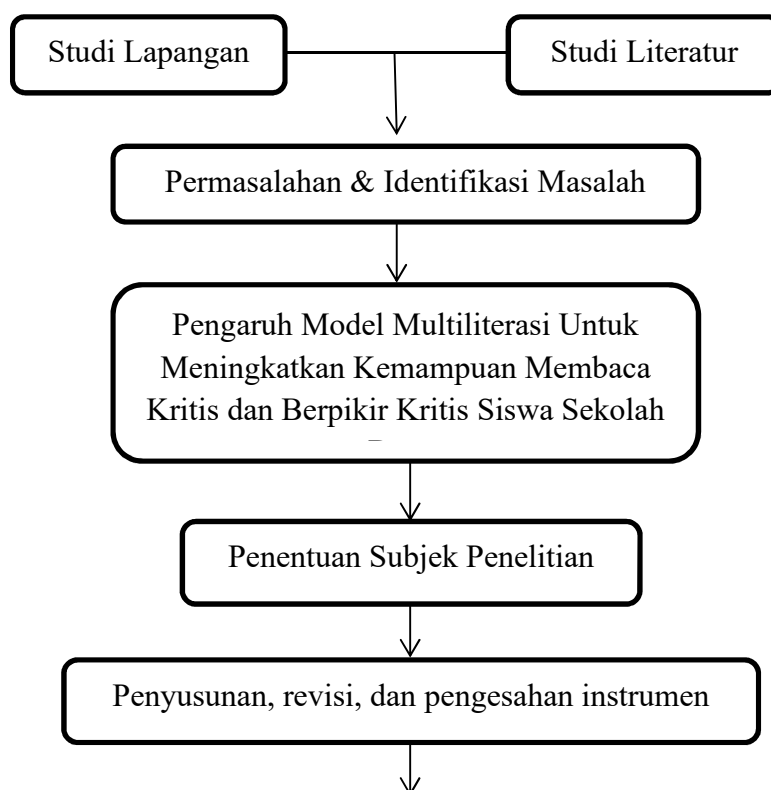 Studi Lapangan
Studi Literatur
Permasalahan & Identifikasi Masalah
Pengaruh Model Multiliterasi Untuk
Meningkatkan Kemampuan Membaca
Kritis dan Berpikir Kritis Siswa Sekolah
Penentuan Subjek Penelitian
Penyusunan, revisi, dan pengesahan instrumen